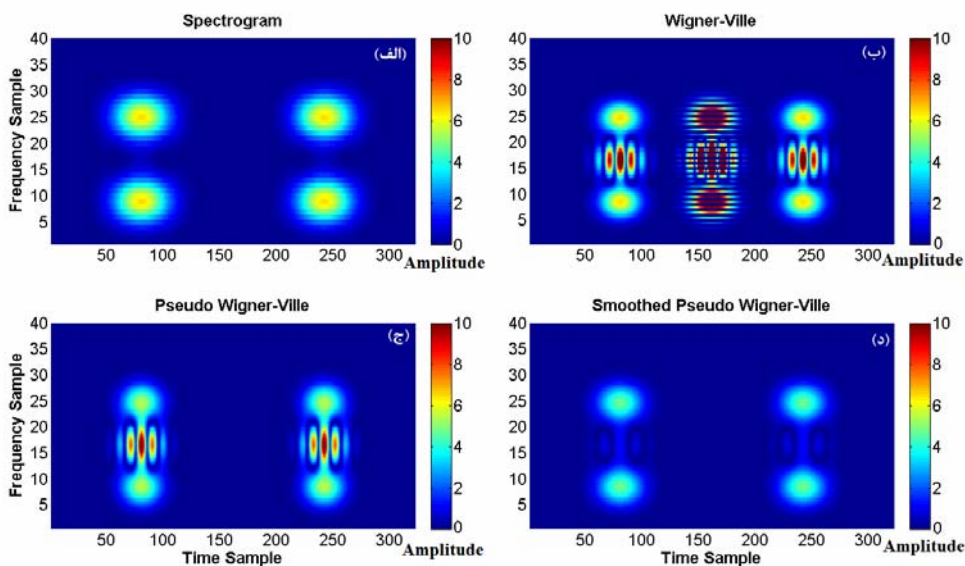 Spectrogram
(الف)
Frequency Sample
40
35
30
25
20
15
10
5
50 100 150 200 250 300
10
8
6
4
2
0
Amplitude
Wigner-Ville
(ب)
40
35
30
25
20
15
10
5
50 100 150 200 250 300
10
8
6
4
2
0
Amplitude
Pseudo Wigner-Ville
(ج)
Frequency Sample
40
35
30
25
20
15
10
5
50 100 150 200 250 300
Time Sample
10
8
6
4
2
0
Amplitude
Smoothed Pseudo Wigner-Ville
(د)
40
35
30
25
20
15
10
5
50 100 150 200 250 300
Time Sample
10
8
6
4
2
0
Amplitude